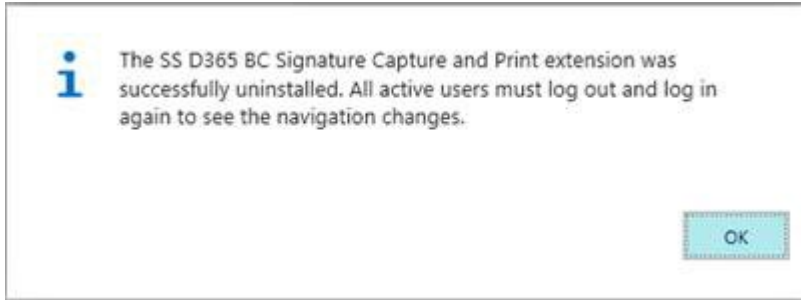 The SS D365 BC Signature Capture and Print extension was
successfully uninstalled. All active users must log out and log in
again to see the navigation changes.
OK